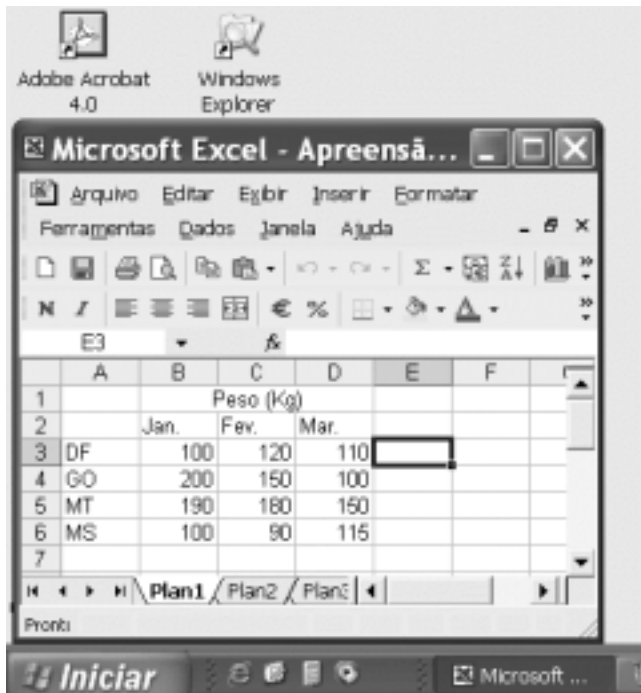 Adobe Acrobat 4.0
Windows Explorer
Microsoft Excel - Apreensã...
Arquivo Editar Exibir Inserir Formatar
Ferramentas Dados Janela Ajuda
N I € %
E3 fx
A B C D E F
1 Peso (Kg)
2 Jan. Fev. Mar.
3 DF 100 120 110
4 GO 200 150 100
5 MT 190 180 150
6 MS 100 90 115
7
Plan1 Plan2 Plan3
Iniciar Microsoft ...